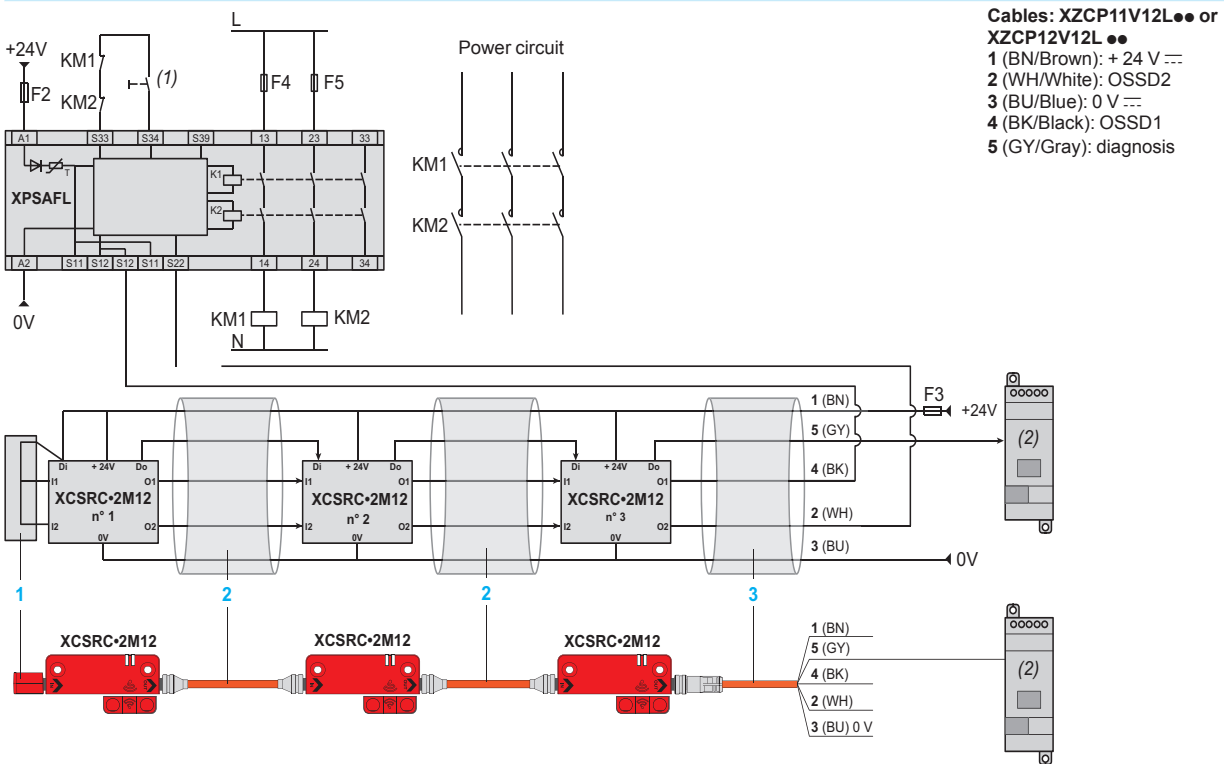 Cables: XZCP11V12L●● or
XZCP12V12L ●●
1 (BN/Brown): + 24 V ⎓
2 (WH/White): OSSD2
3 (BU/Blue): 0 V ⎓
4 (BK/Black): OSSD1
5 (GY/Gray): diagnosis
L
+24V
KM1
(1)
Power circuit
F2
KM2
F4
F5
A1
S33
S34
S39
13
23
33
T
K1
K2
XPSAFL
KM1
KM2
A2
S11
S12
S12
S11
S22
14
24
34
0V
KM1
KM2
N
1 (BN)
F3
+24V
5 (GY)
(2)
Di
+ 24V
Do
Di
+ 24V
Do
Di
+ 24V
Do
4 (BK)
I1
O1
I1
O1
I1
O1
XCSRC•2M12
n° 1
XCSRC•2M12
n° 2
XCSRC•2M12
n° 3
2 (WH)
I2
O2
I2
O2
I2
O2
0V
0V
0V
3 (BU)
0V
1
2
2
3
XCSRC•2M12
XCSRC•2M12
XCSRC•2M12
1 (BN)
5 (GY)
4 (BK)
(2)
2 (WH)
3 (BU) 0 V